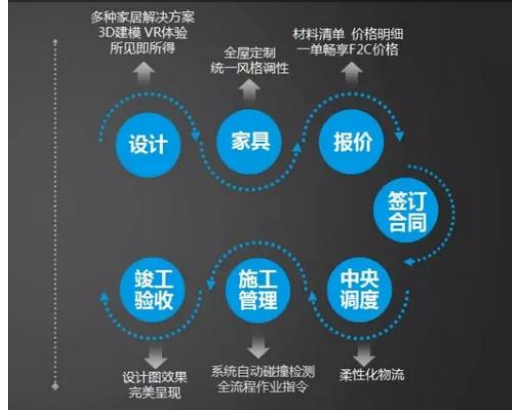 多种家居解决方案
3D建模 VR体验
所见即所得
全屋定制
统一风格调性
材料清单 价格明细
一单畅享F2C价格
设计
家具
报价
签订
合同
竣工
验收
施工
管理
中央
调度
设计图效果
完美呈现
系统自动碰撞检测
全流程作业指令
柔性化物流